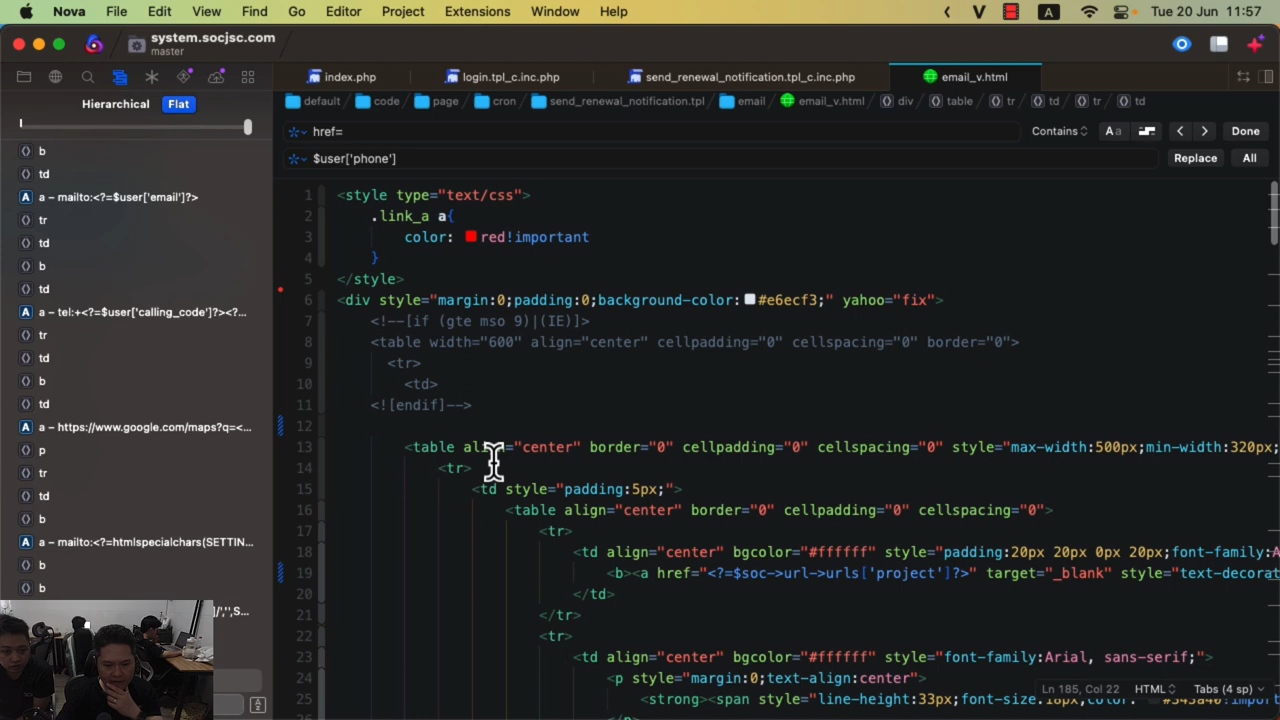 Nova File Edit View Find Go Editor Project Extensions Window Help A Tue 20 Jun 11:57
system.socjsc.com
master
index.php login.tpl_c.inc.php send_renewal_notification.tpl_c.inc.php email_v.html
Hierarchical Flat
default code page cron send_renewal_notification.tpl email email_v.html div table tr td tr td
href= Contains Aa Done
$user['phone'] Replace All
b
td
a – mailto:<?=$user['email']?>
tr
td
b
td
a – tel:+<?=$user['calling_code']?><?...
tr
td
b
td
a – https://www.google.com/maps?q=<...
p
tr
td
b
a – mailto:<?=htmlspecialchars(SETTIN...
b
b
]/','',S...
1 <style type="text/css">
2 .link_a a{
3 color: red!important
4 }
5 </style>
6 <div style="margin:0;padding:0;background-color: #e6ecf3;" yahoo="fix">
7 <!--[if (gte mso 9)|(IE)]>
8 <table width="600" align="center" cellpadding="0" cellspacing="0" border="0">
9 <tr>
10 <td>
11 <![endif]-->
12
13 <table align="center" border="0" cellpadding="0" cellspacing="0" style="max-width:500px;min-width:320px;
14 <tr>
15 <td style="padding:5px;">
16 <table align="center" border="0" cellpadding="0" cellspacing="0">
17 <tr>
18 <td align="center" bgcolor="#ffffff" style="padding:20px 20px 0px 20px;font-family:A
19 <b><a href="<?=$soc->url->urls['project']?>" target="_blank" style="text-decorat
20 </td>
21 </tr>
22 <tr>
23 <td align="center" bgcolor="#ffffff" style="font-family:Arial, sans-serif;">
24 <p style="margin:0;text-align:center">
25 <strong><span style="line-height:33px;font-size:18px;color: #343a40!import
Ln 185, Col 22 HTML Tabs (4 sp)